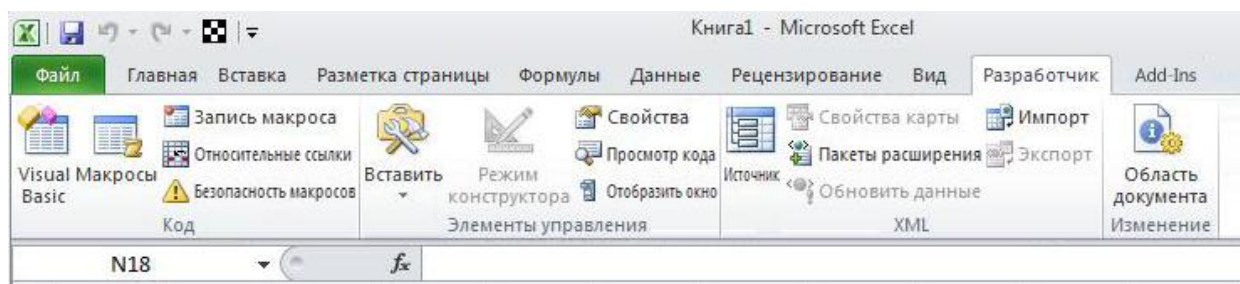 Книга1 - Microsoft Excel
Файл Главная Вставка Разметка страницы Формулы Данные Рецензирование Вид Разработчик Add-Ins
Visual Basic
Макросы
Запись макроса
Относительные ссылки
Безопасность макросов
Код
Вставить
Режим конструктора
Свойства
Просмотр кода
Отобразить окно
Элементы управления
Источник
Свойства карты
Пакеты расширения
Обновить данные
Импорт
Экспорт
XML
Область документа
Изменение
N18 fx